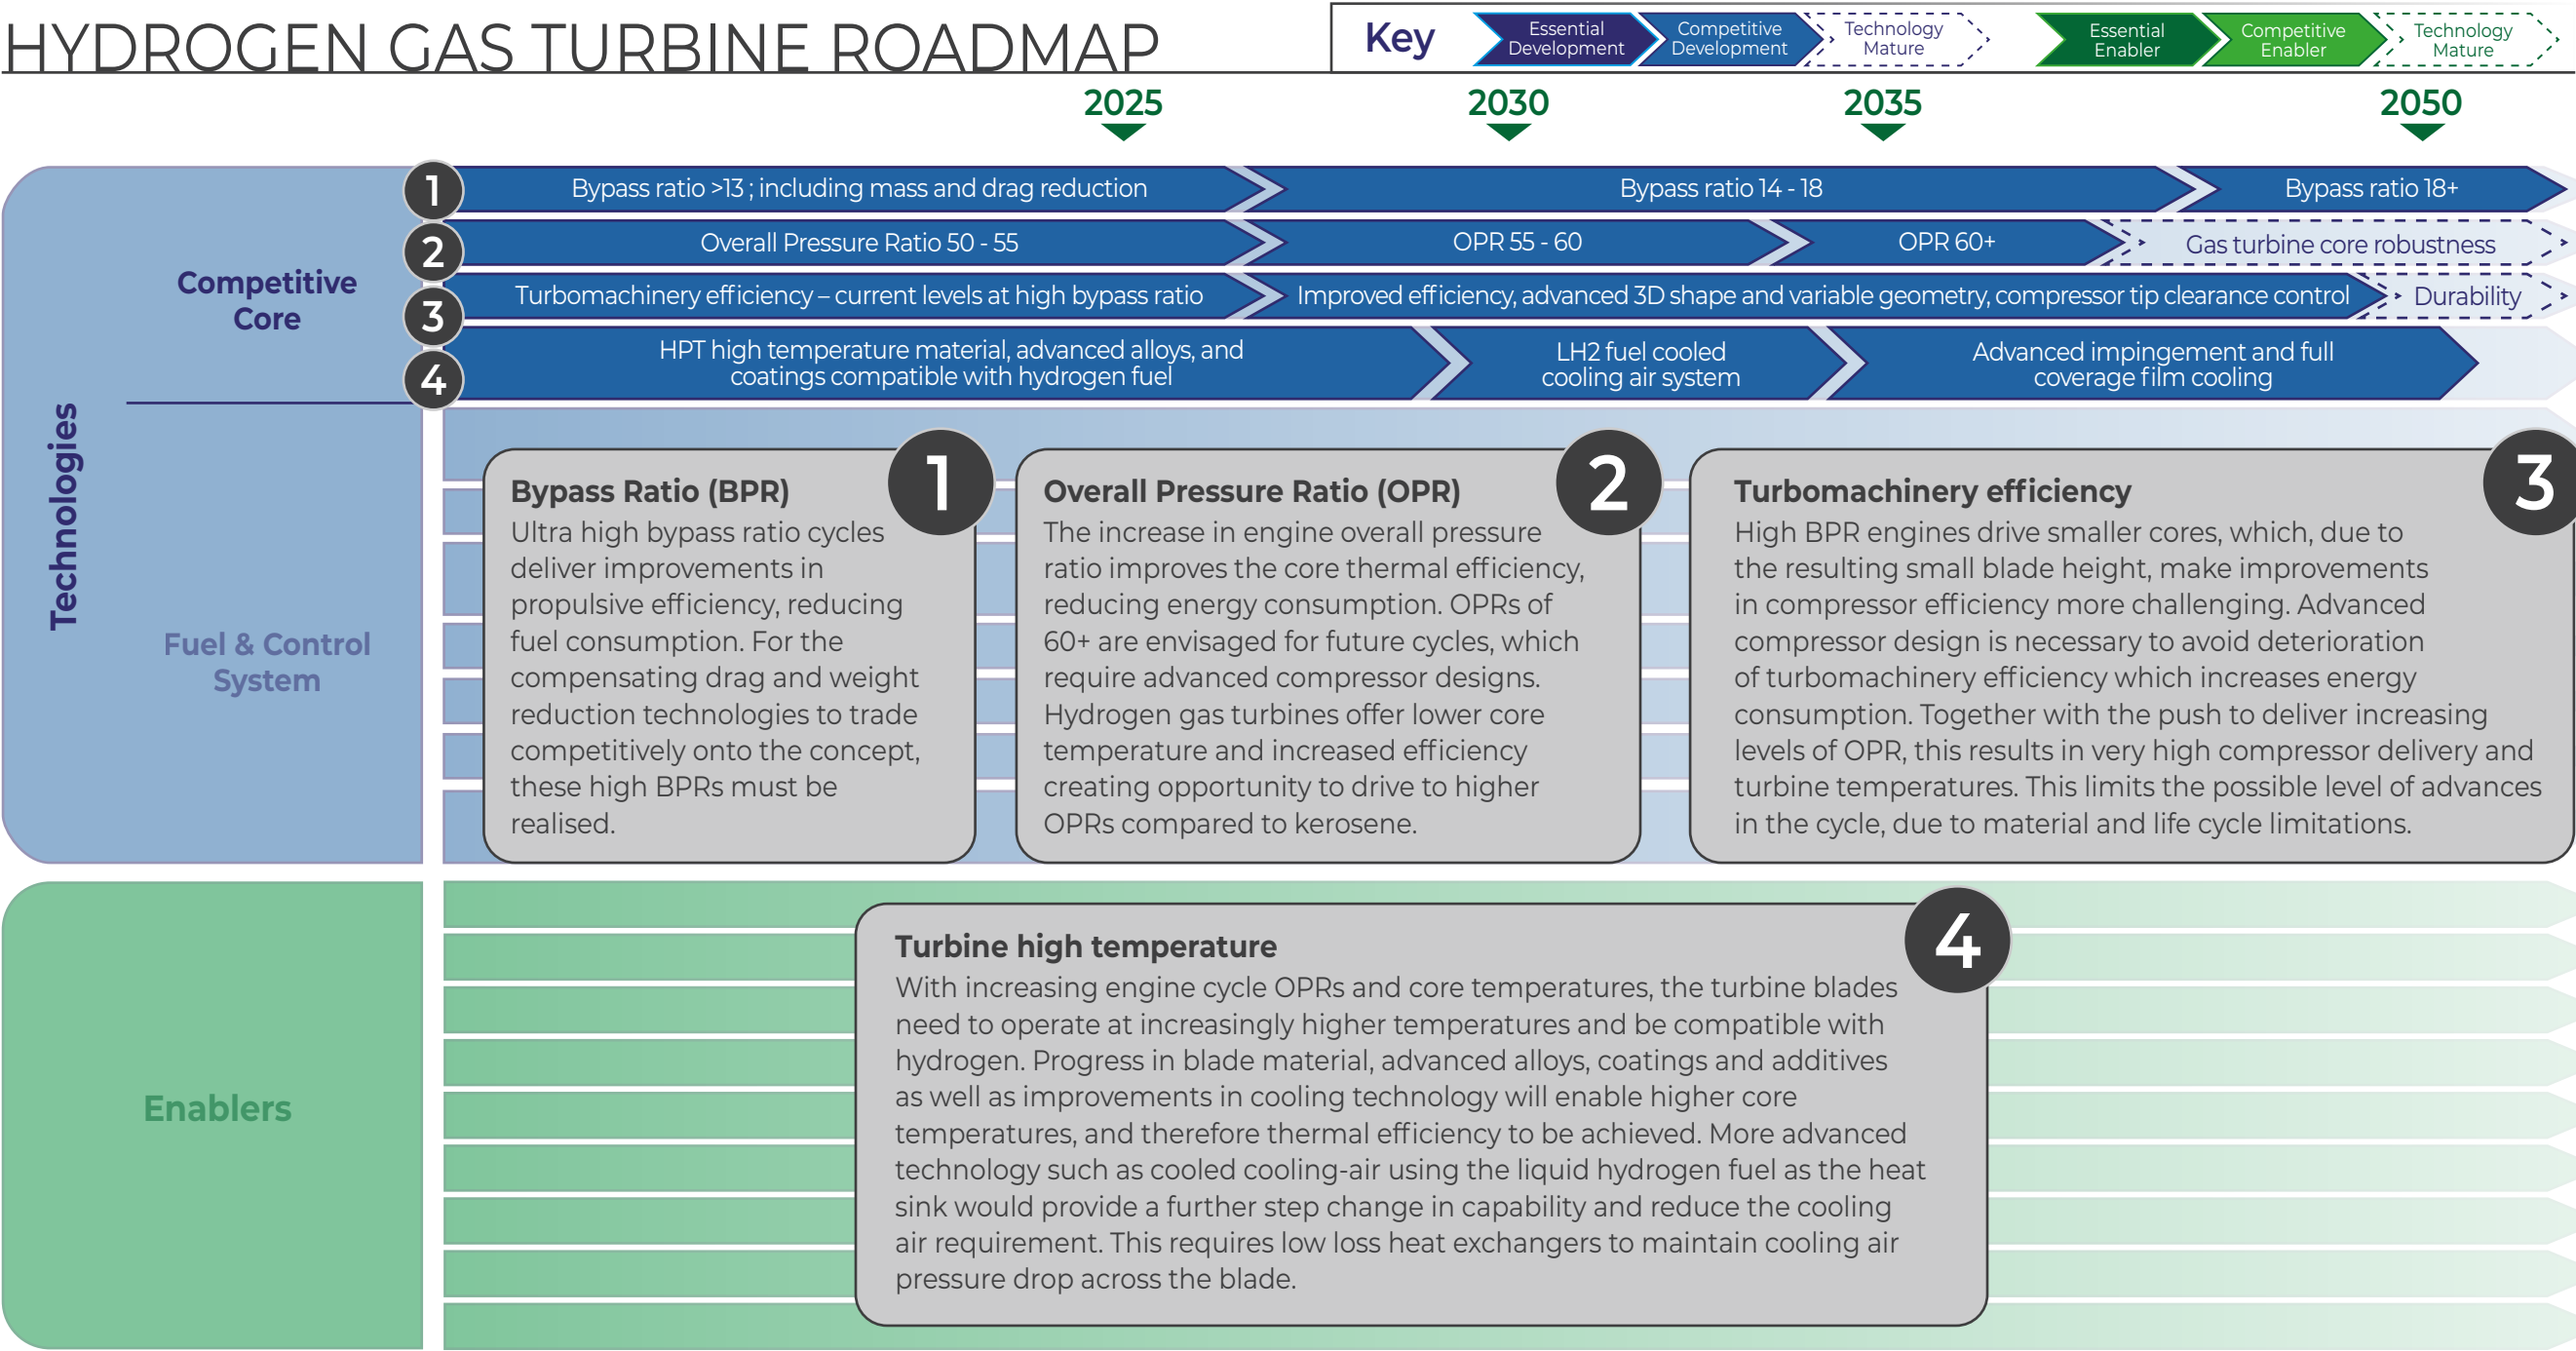 HYDROGEN GAS TURBINE ROADMAP
Key
Essential
Development
Competitive
Development
Technology
Mature
Essential
Enabler
Competitive
Enabler
Technology
Mature
2025
2030
2035
2050
Technologies
Competitive
Core
1
Bypass ratio >13 ; including mass and drag reduction
Bypass ratio 14 - 18
Bypass ratio 18+
2
Overall Pressure Ratio 50 - 55
OPR 55 - 60
OPR 60+
Gas turbine core robustness
3
Turbomachinery efficiency – current levels at high bypass ratio
Improved efficiency, advanced 3D shape and variable geometry, compressor tip clearance control
Durability
4
HPT high temperature material, advanced alloys, and
coatings compatible with hydrogen fuel
LH2 fuel cooled
cooling air system
Advanced impingement and full
coverage film cooling
Fuel & Control
System
1
Bypass Ratio (BPR)
Ultra high bypass ratio cycles
deliver improvements in
propulsive efficiency, reducing
fuel consumption. For the
compensating drag and weight
reduction technologies to trade
competitively onto the concept,
these high BPRs must be
realised.
2
Overall Pressure Ratio (OPR)
The increase in engine overall pressure
ratio improves the core thermal efficiency,
reducing energy consumption. OPRs of
60+ are envisaged for future cycles, which
require advanced compressor designs.
Hydrogen gas turbines offer lower core
temperature and increased efficiency
creating opportunity to drive to higher
OPRs compared to kerosene.
3
Turbomachinery efficiency
High BPR engines drive smaller cores, which, due to
the resulting small blade height, make improvements
in compressor efficiency more challenging. Advanced
compressor design is necessary to avoid deterioration
of turbomachinery efficiency which increases energy
consumption. Together with the push to deliver increasing
levels of OPR, this results in very high compressor delivery and
turbine temperatures. This limits the possible level of advances
in the cycle, due to material and life cycle limitations.
Enablers
4
Turbine high temperature
With increasing engine cycle OPRs and core temperatures, the turbine blades
need to operate at increasingly higher temperatures and be compatible with
hydrogen. Progress in blade material, advanced alloys, coatings and additives
as well as improvements in cooling technology will enable higher core
temperatures, and therefore thermal efficiency to be achieved. More advanced
technology such as cooled cooling-air using the liquid hydrogen fuel as the heat
sink would provide a further step change in capability and reduce the cooling
air requirement. This requires low loss heat exchangers to maintain cooling air
pressure drop across the blade.